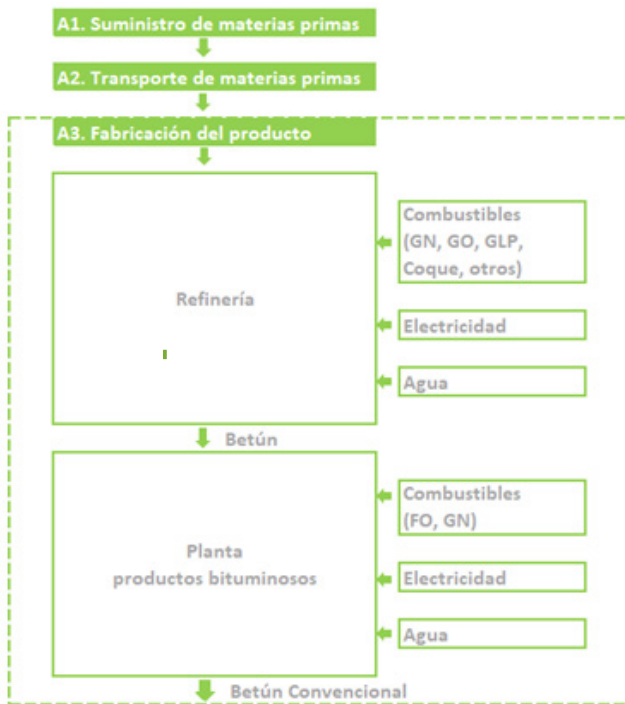 A1. Suministro de materias primas
A2. Transporte de materias primas
A3. Fabricación del producto
Refinería
Combustibles
(GN, GO, GLP,
Coque, otros)
Electricidad
Agua
Betún
Planta
productos bituminosos
Combustibles
(FO, GN)
Electricidad
Agua
Betún Convencional